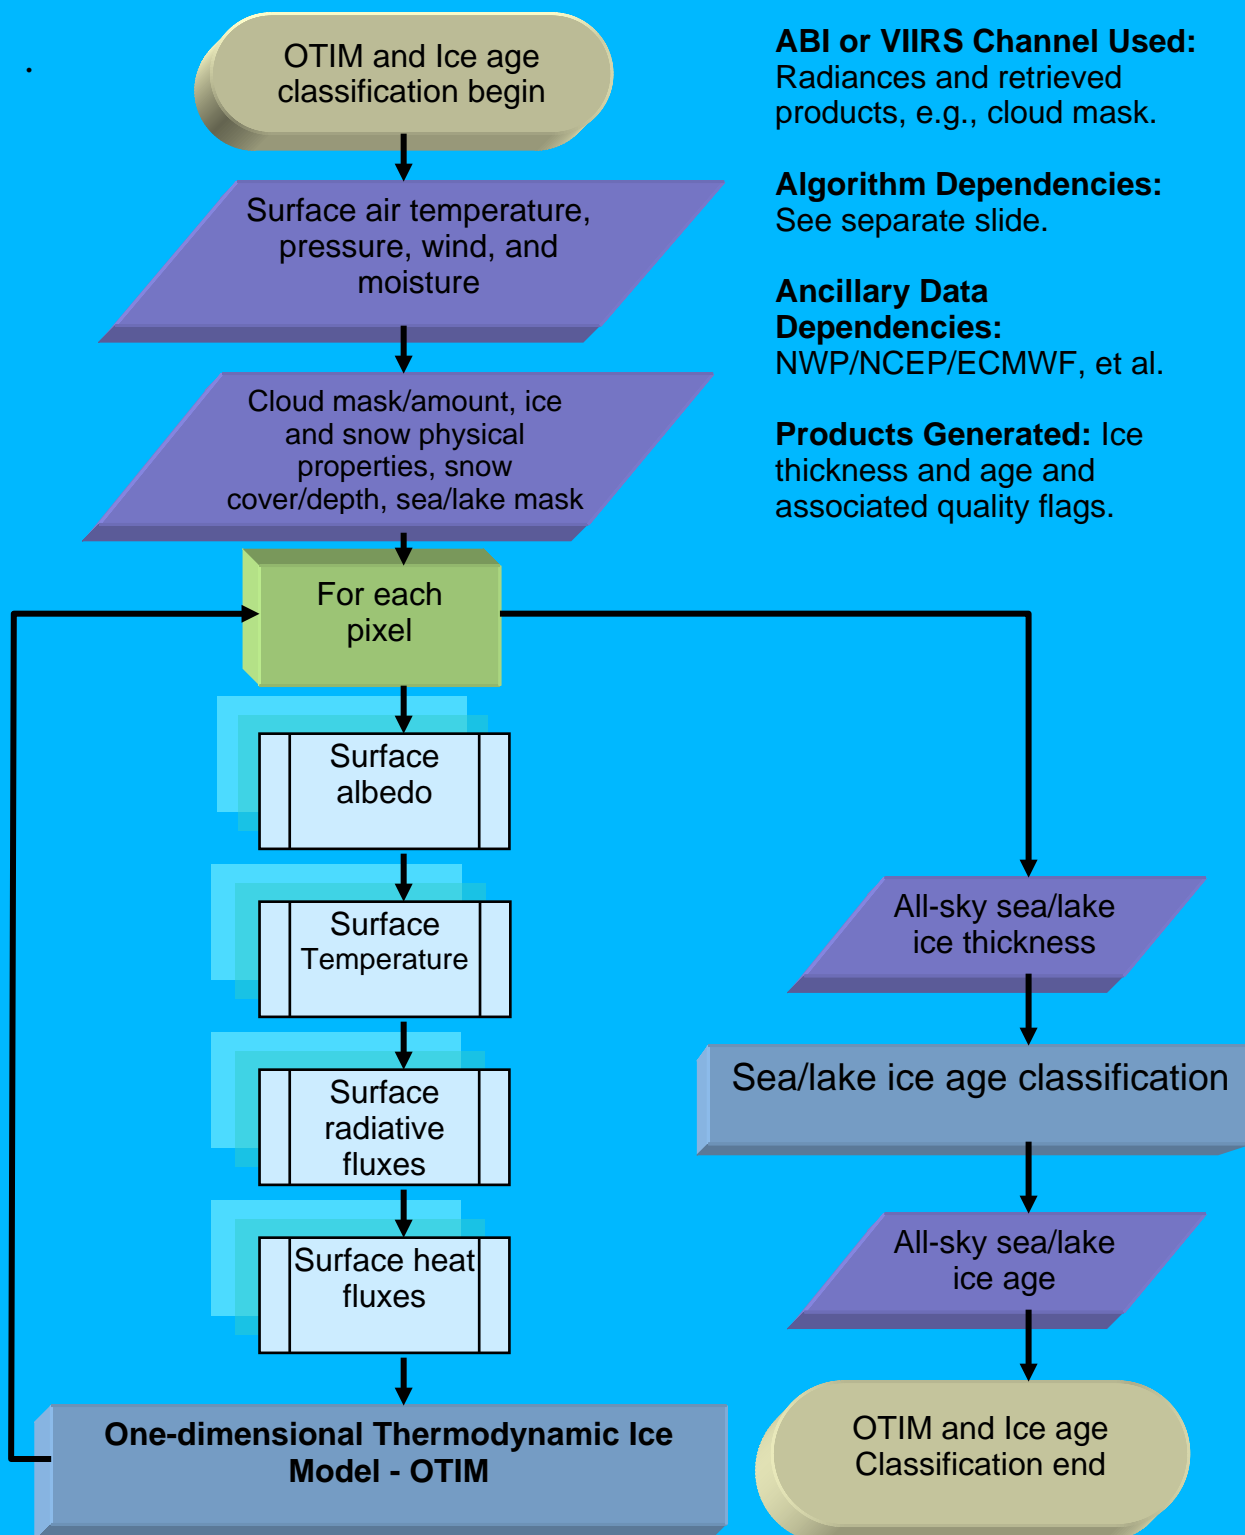 OTIM and Ice age
classification begin
.
ABI or VIIRS Channel Used:
Radiances and retrieved
products, e.g., cloud mask.
Algorithm Dependencies:
See separate slide.
Ancillary Data
Dependencies:
NWP/NCEP/ECMWF, et al.
Products Generated: Ice
thickness and age and
associated quality flags.
Surface air temperature,
pressure, wind, and
moisture
Cloud mask/amount, ice
and snow physical
properties, snow
cover/depth, sea/lake mask
For each
pixel
Surface
albedo
Surface
Temperature
Surface
radiative
fluxes
Surface heat
fluxes
One-dimensional Thermodynamic Ice
Model - OTIM
All-sky sea/lake
ice thickness
Sea/lake ice age classification
All-sky sea/lake
ice age
OTIM and Ice age
Classification end